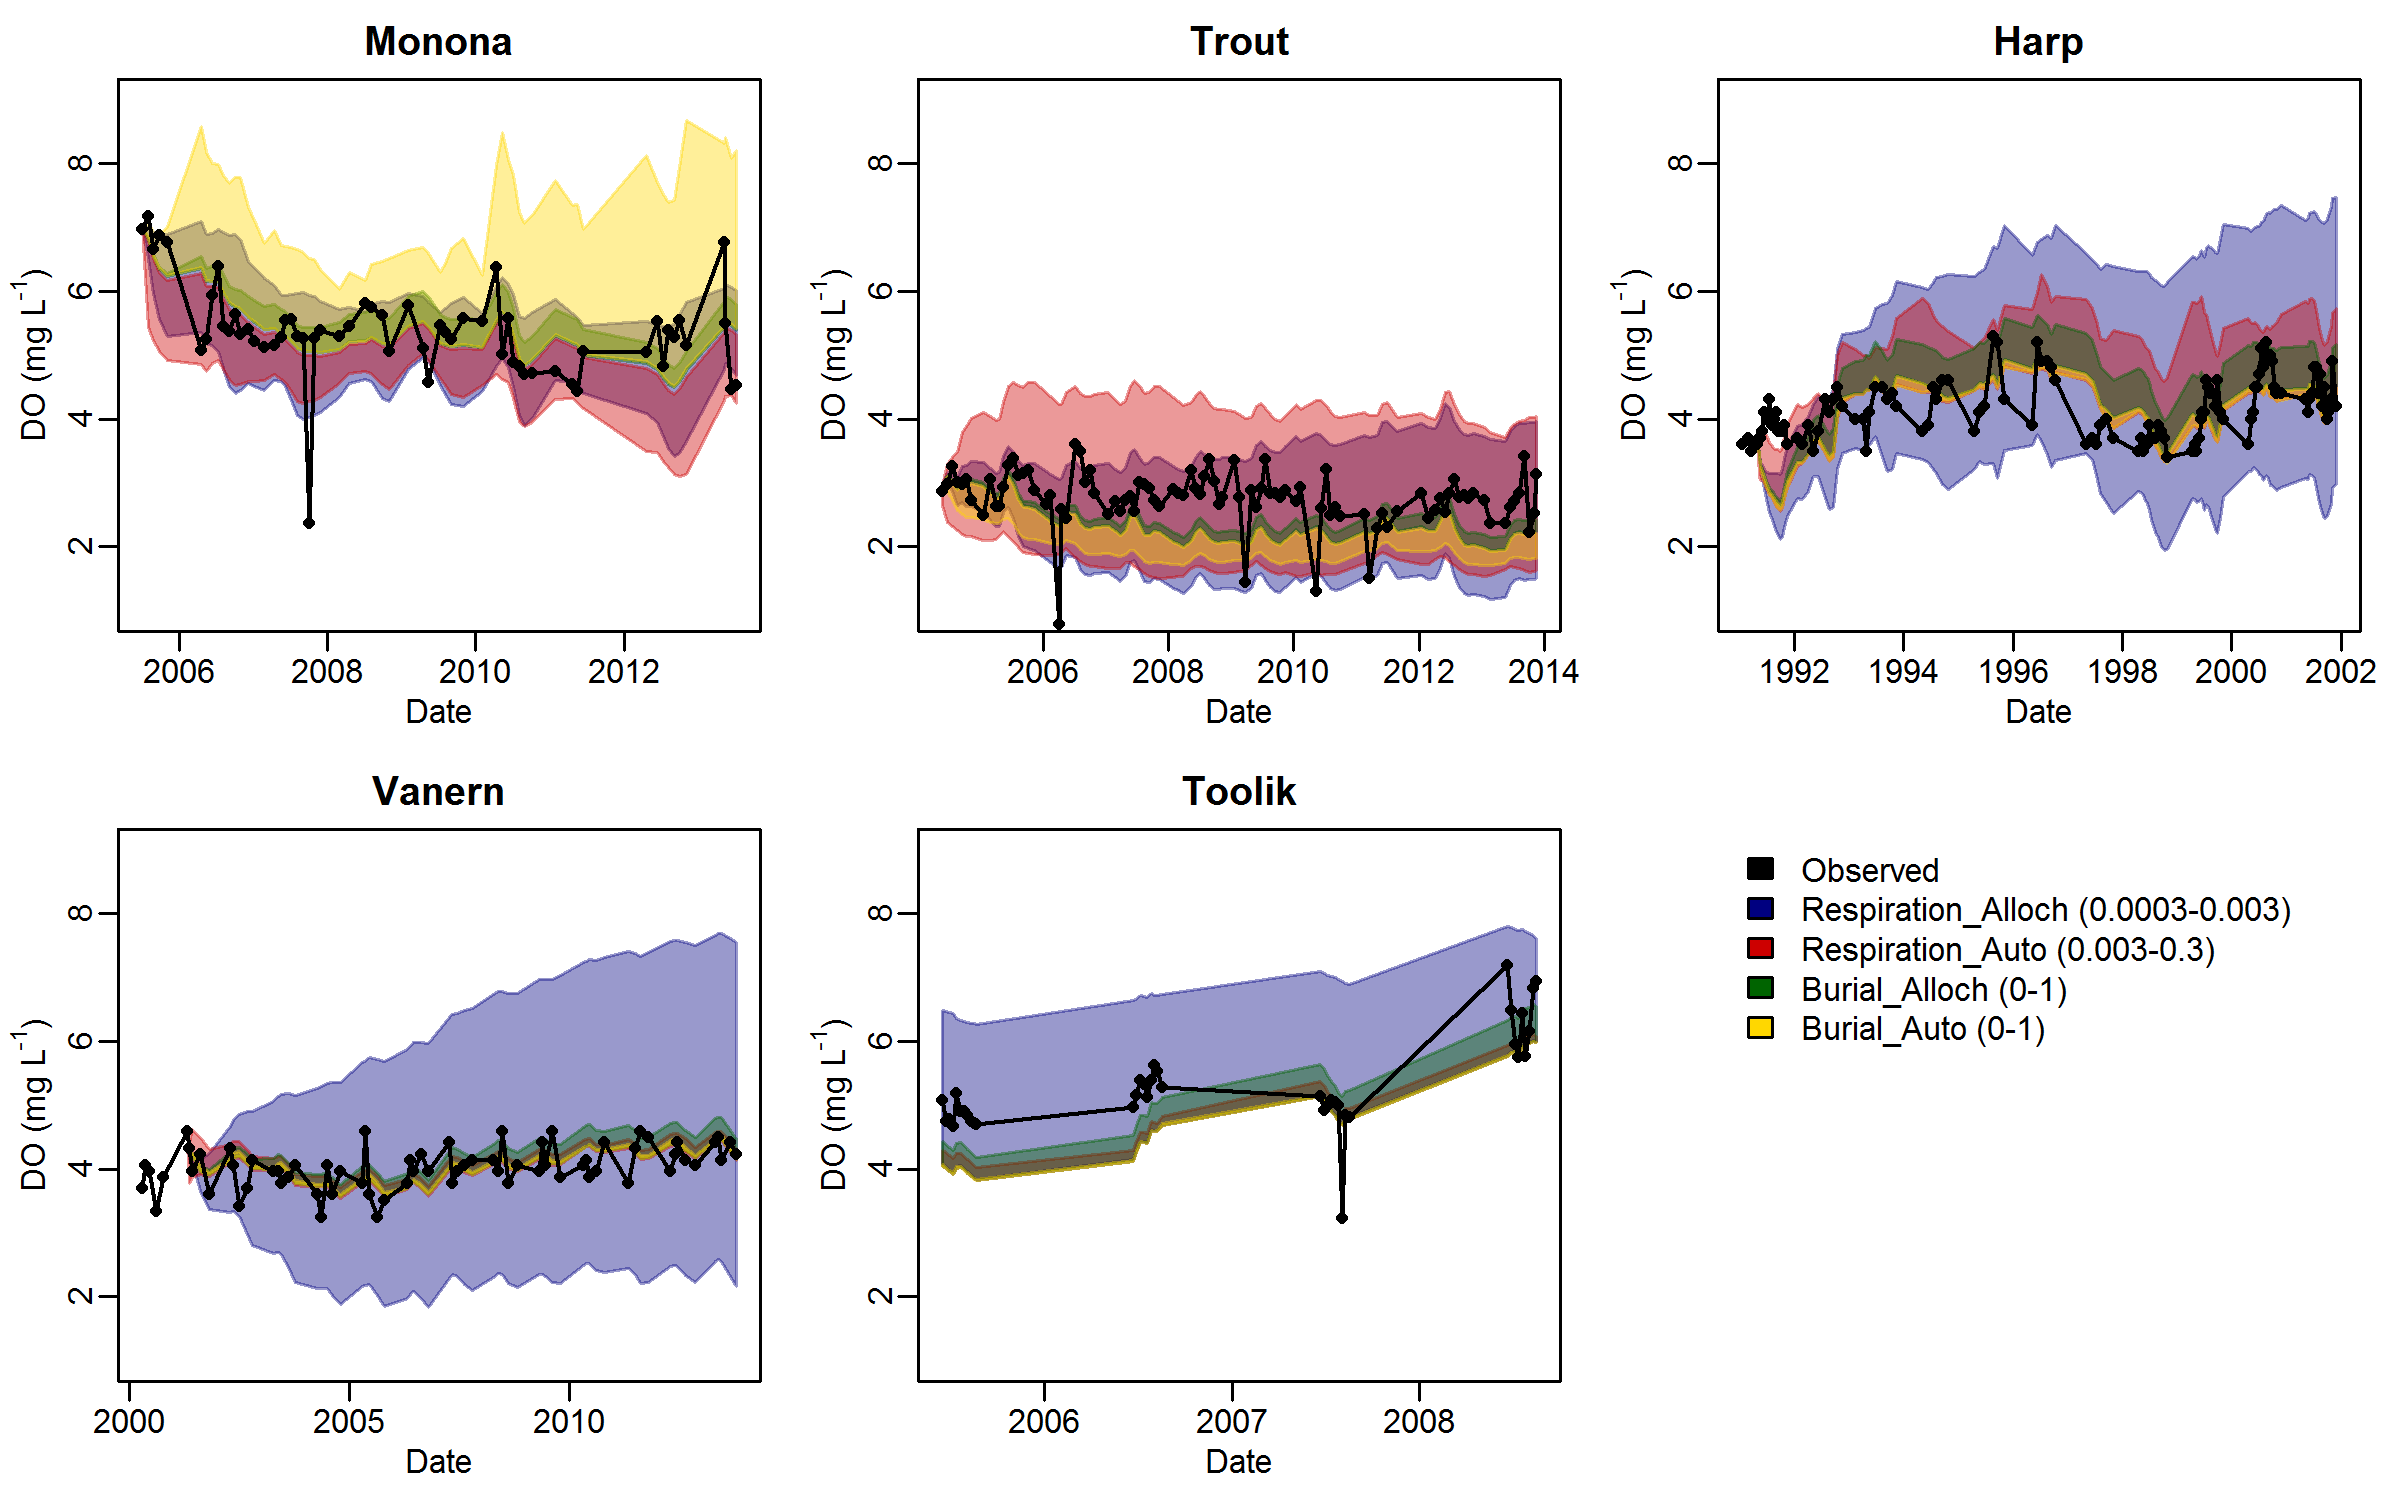 Monona
DO (mg L-1)
8
6
4
2
2006 2008 2010 2012
Date
Trout
DO (mg L-1)
8
6
4
2
2006 2008 2010 2012 2014
Date
Harp
DO (mg L-1)
8
6
4
2
1992 1994 1996 1998 2000 2002
Date
Vanern
DO (mg L-1)
8
6
4
2
2000 2005 2010
Date
Toolik
DO (mg L-1)
8
6
4
2
2006 2007 2008
Date
Observed
Respiration_Alloch (0.0003-0.003)
Respiration_Auto (0.003-0.3)
Burial_Alloch (0-1)
Burial_Auto (0-1)